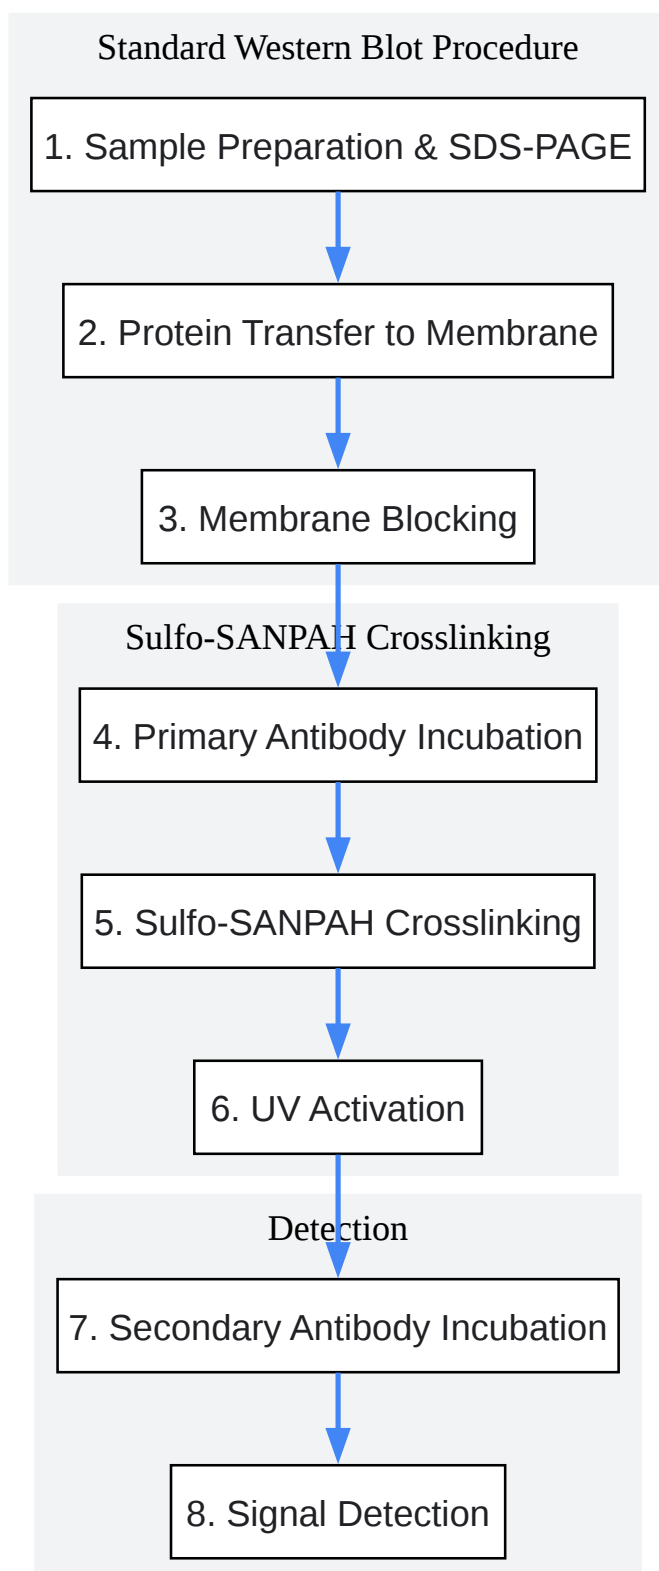 Standard Western Blot Procedure
1. Sample Preparation & SDS-PAGE
2. Protein Transfer to Membrane
3. Membrane Blocking
Sulfo-SANPAH Crosslinking
4. Primary Antibody Incubation
5. Sulfo-SANPAH Crosslinking
6. UV Activation
Detection
7. Secondary Antibody Incubation
8. Signal Detection